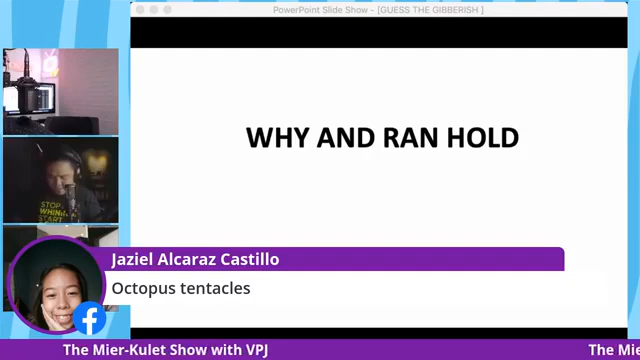 PowerPoint Slide Show - [GUESS THE GIBBERISH ]
WHY AND RAN HOLD
STOP
WHINING
START
Jaziel Alcaraz Castillo
Octopus tentacles
The Mier-Kulet Show with VPJ
The Mie